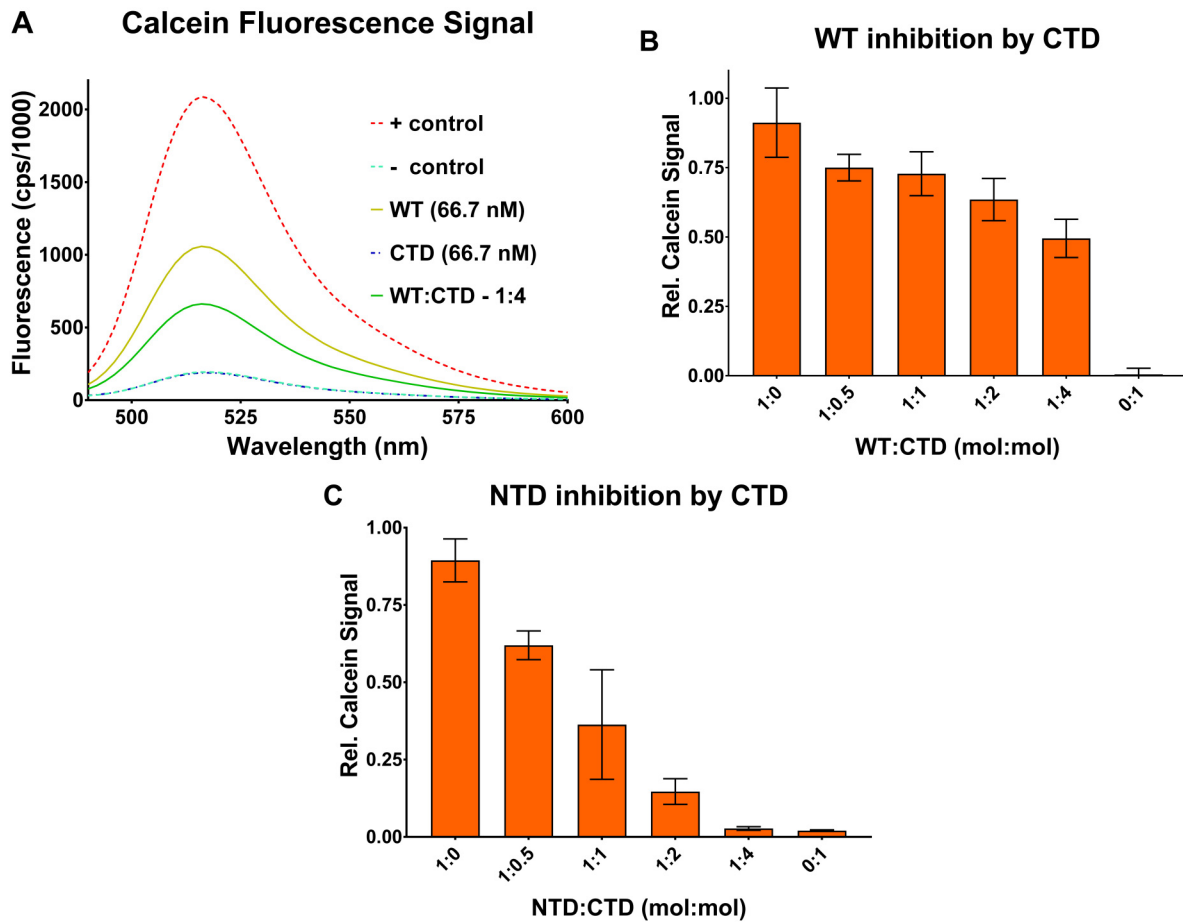 A
Calcein Fluorescence Signal
Fluorescence (cps/1000)
2000
1500
1000
500
0
500
525
550
575
600
Wavelength (nm)
+ control
- control
WT (66.7 nM)
CTD (66.7 nM)
WT:CTD - 1:4
B
WT inhibition by CTD
Rel. Calcein Signal
1.00
0.75
0.50
0.25
0.00
1:0
1:0.5
1:1
1:2
1:4
0:1
WT:CTD (mol:mol)
C
NTD inhibition by CTD
Rel. Calcein Signal
1.00
0.75
0.50
0.25
0.00
1:0
1:0.5
1:1
1:2
1:4
0:1
NTD:CTD (mol:mol)